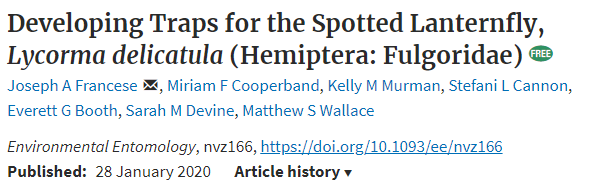 Developing Traps for the Spotted Lanternfly,
Lycorma delicatula (Hemiptera: Fulgoridae) FREE
Joseph A Francese, Miriam F Cooperband, Kelly M Murman, Stefani L Cannon,
Everett G Booth, Sarah M Devine, Matthew S Wallace
Environmental Entomology, nvz166, https://doi.org/10.1093/ee/nvz166
Published: 28 January 2020 Article history ▾